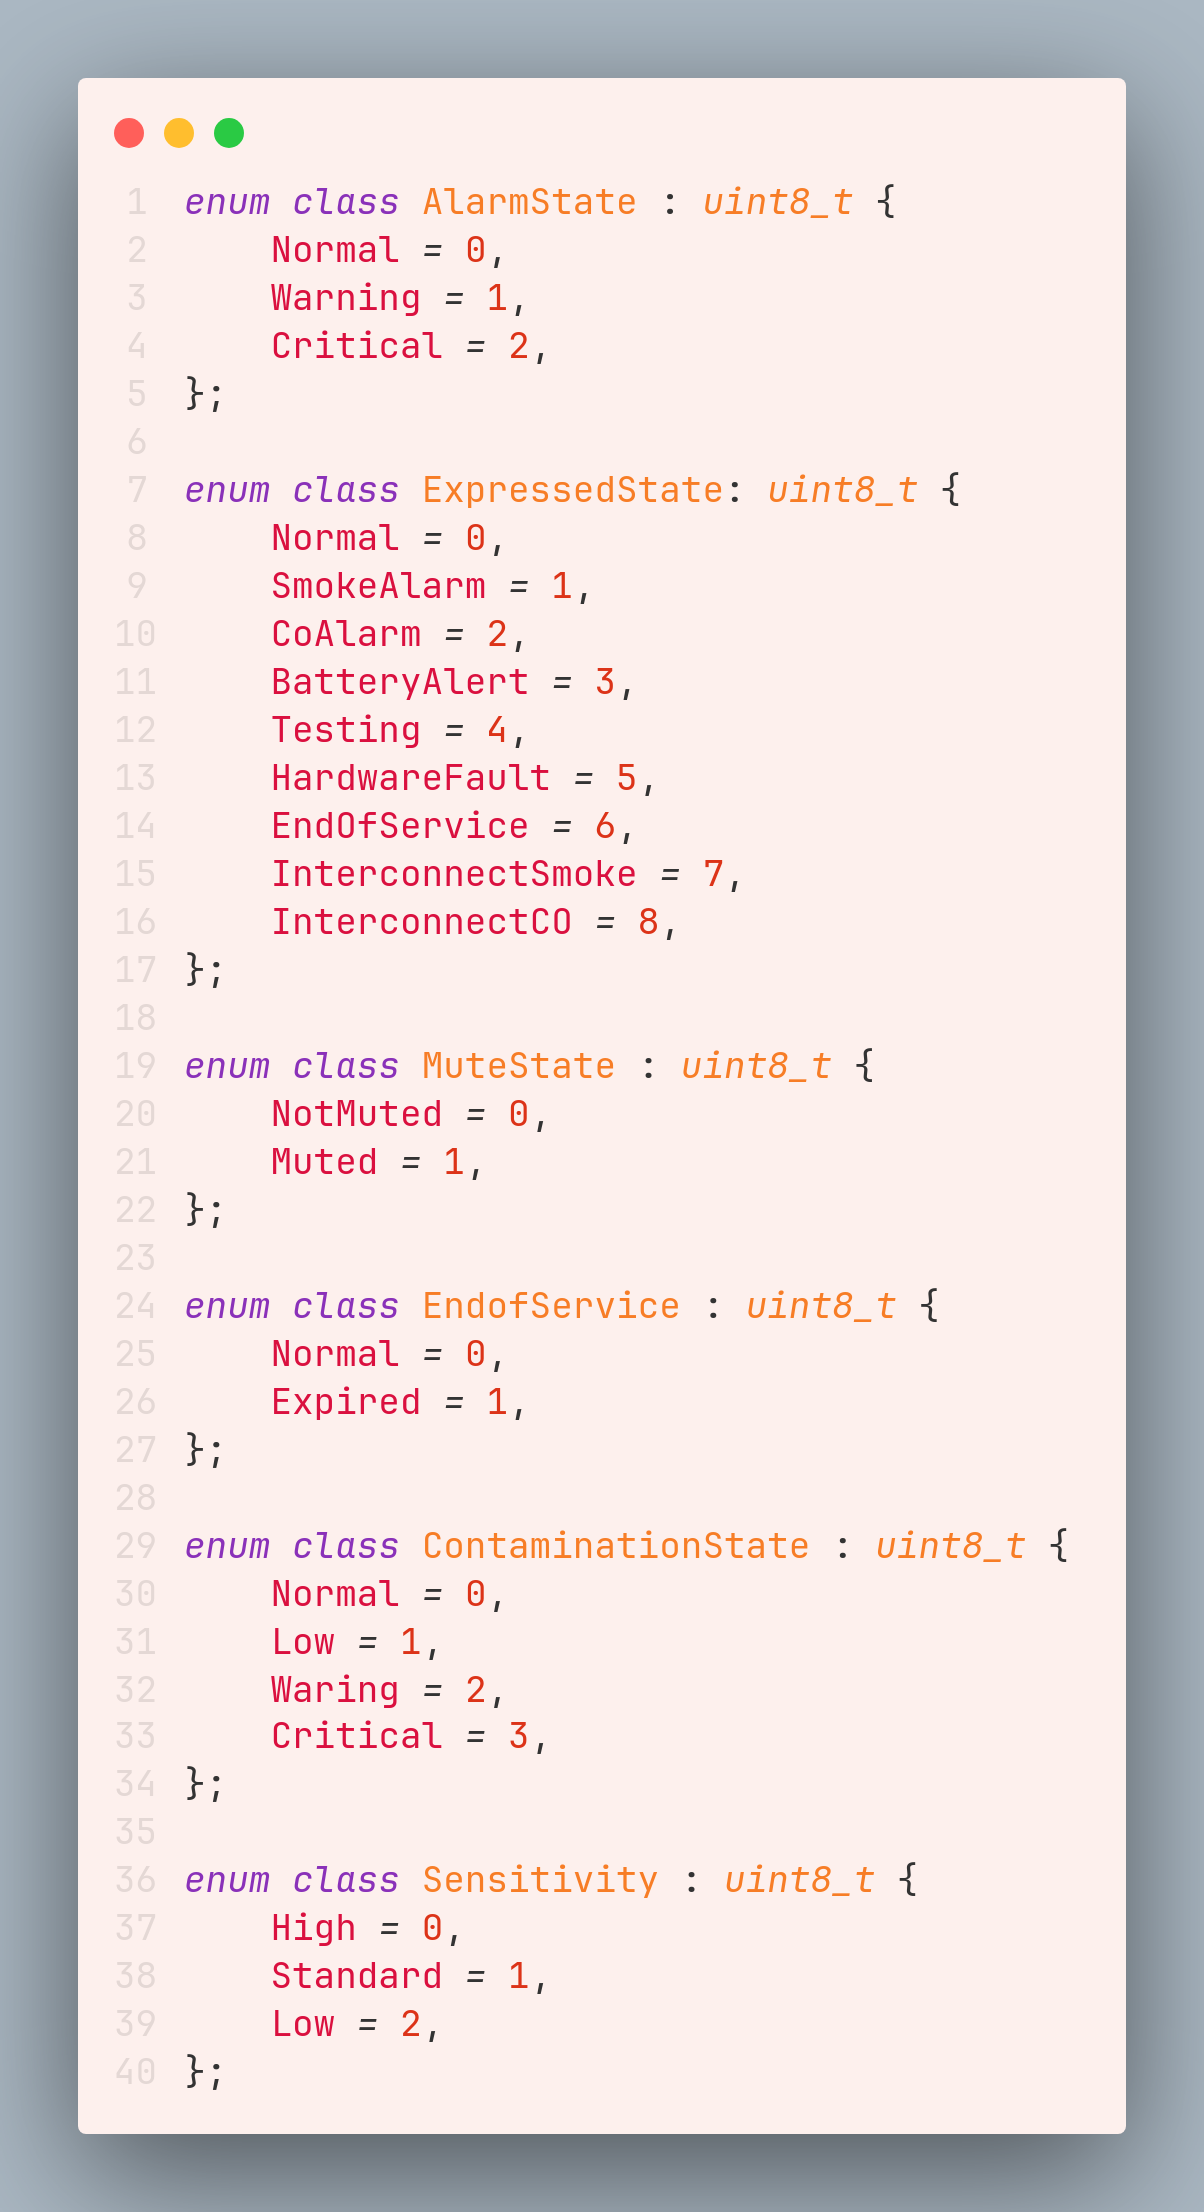 1 enum class AlarmState : uint8_t {
2     Normal = 0,
3     Warning = 1,
4     Critical = 2,
5 };
6
7 enum class ExpressedState: uint8_t {
8     Normal = 0,
9     SmokeAlarm = 1,
10     CoAlarm = 2,
11     BatteryAlert = 3,
12     Testing = 4,
13     HardwareFault = 5,
14     EndOfService = 6,
15     InterconnectSmoke = 7,
16     InterconnectCO = 8,
17 };
18
19 enum class MuteState : uint8_t {
20     NotMuted = 0,
21     Muted = 1,
22 };
23
24 enum class EndofService : uint8_t {
25     Normal = 0,
26     Expired = 1,
27 };
28
29 enum class ContaminationState : uint8_t {
30     Normal = 0,
31     Low = 1,
32     Waring = 2,
33     Critical = 3,
34 };
35
36 enum class Sensitivity : uint8_t {
37     High = 0,
38     Standard = 1,
39     Low = 2,
40 };